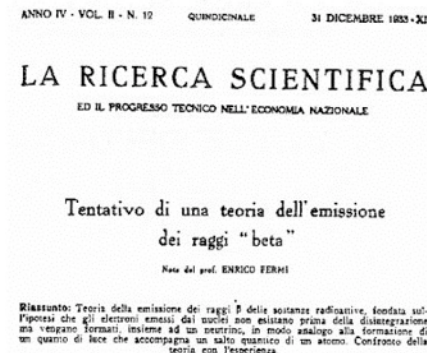 ANNO IV - VOL. II - N. 12 QUINDICINALE 31 DICEMBRE 1933 - XI
LA RICERCA SCIENTIFICA
ED IL PROGRESSO TECNICO NELL'ECONOMIA NAZIONALE
Tentativo di una teoria dell'emissione
dei raggi "beta"
Note del prof. ENRICO FERMI
Riassunto: Teoria della emissione dei raggi β delle sostanze radioattive, fondata sul-
l'ipotesi che gli elettroni emessi dai nuclei non esistano prima della disintegrazione
ma vengano formati, insieme ad un neutrino, in modo analogo alla formazione di
un quanto di luce che accompagna un salto quantico di un atomo. Confronto della
teoria con l'esperienza.